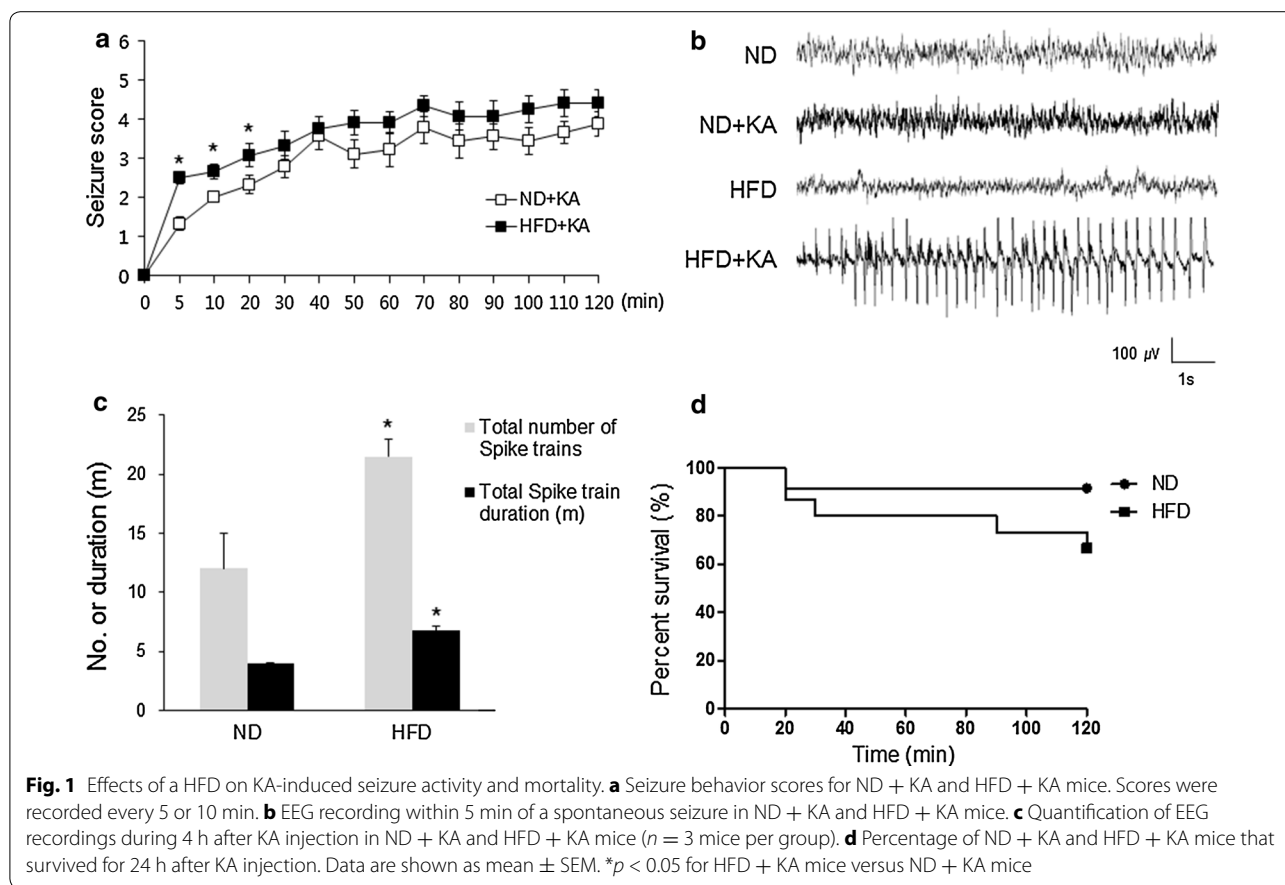 a
6
5
4
3
2
1
0
Seizure score
* * *
ND+KA
HFD+KA
0 5 10 20 30 40 50 60 70 80 90 100 110 120 (min)
b
ND
ND+KA
HFD
HFD+KA
100 µV
1s
c
25
20
15
10
5
0
No. or duration (m)
*
*
Total number of
Spike trains
Total Spike train
duration (m)
ND HFD
d
100
80
60
40
20
0
Percent survival (%)
ND
HFD
0 20 40 60 80 100 120
Time (min)
Fig. 1 Effects of a HFD on KA-induced seizure activity and mortality. a Seizure behavior scores for ND + KA and HFD + KA mice. Scores were
recorded every 5 or 10 min. b EEG recording within 5 min of a spontaneous seizure in ND + KA and HFD + KA mice. c Quantification of EEG
recordings during 4 h after KA injection in ND + KA and HFD + KA mice (n = 3 mice per group). d Percentage of ND + KA and HFD + KA mice that
survived for 24 h after KA injection. Data are shown as mean ± SEM. *p < 0.05 for HFD + KA mice versus ND + KA mice